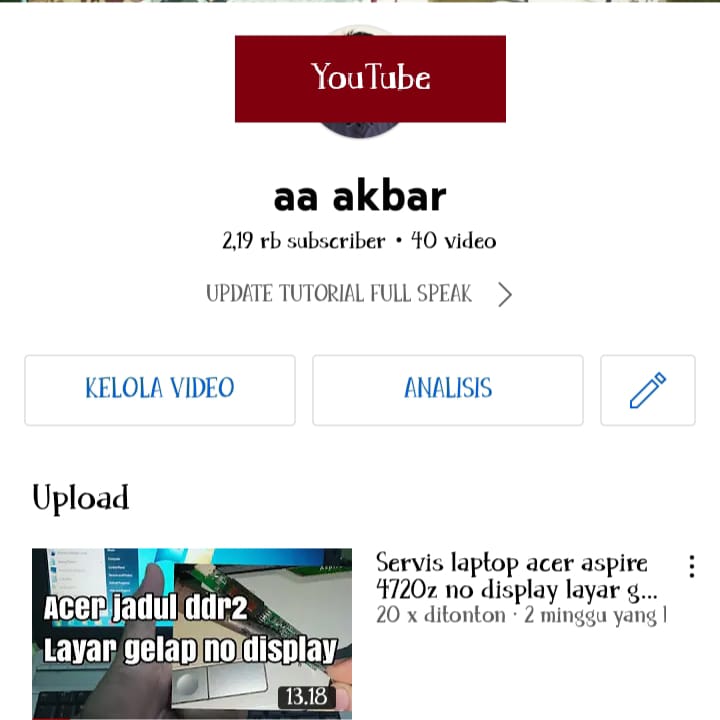 YouTube
aa akbar
2,19 rb subscriber • 40 video
UPDATE TUTORIAL FULL SPEAK
KELOLA VIDEO
ANALISIS
Upload
Acer jadul ddr2
Layar gelap no display
13.18
Servis laptop acer aspire
4720z no display layar g...
20 x ditonton · 2 minggu yang l